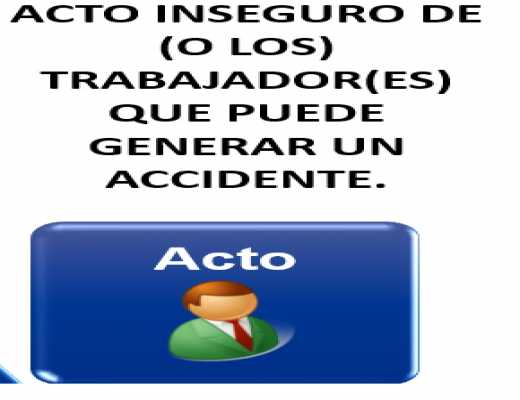 ACTO INSEGURO DE
(O LOS)
TRABAJADOR(ES)
QUE PUEDE
GENERAR UN
ACCIDENTE.
Acto